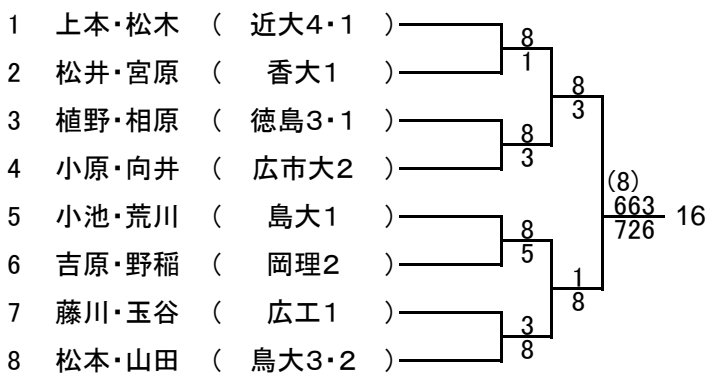 1 上本・松木 （ 近大4・1 ）
8
1
2 松井・宮原 （ 香大1 ）
8
3
3 植野・相原 （ 徳島3・1 ）
8
3
4 小原・向井 （ 広市大2 ）
(8)
663
726
16
5 小池・荒川 （ 島大1 ）
8
5
6 吉原・野稲 （ 岡理2 ）
1
8
7 藤川・玉谷 （ 広工1 ）
3
8
8 松本・山田 （ 鳥大3・2 ）